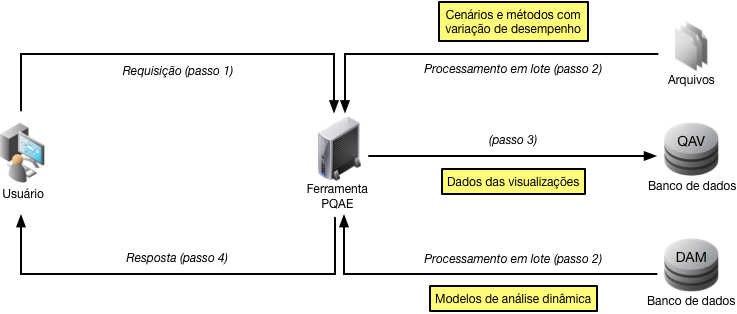 Cenários e métodos com
variação de desempenho
Requisição (passo 1)
Processamento em lote (passo 2)
Arquivos
Usuário
Ferramenta
PQAE
(passo 3)
Dados das visualizações
QAV
Banco de dados
Resposta (passo 4)
Processamento em lote (passo 2)
Modelos de análise dinâmica
DAM
Banco de dados